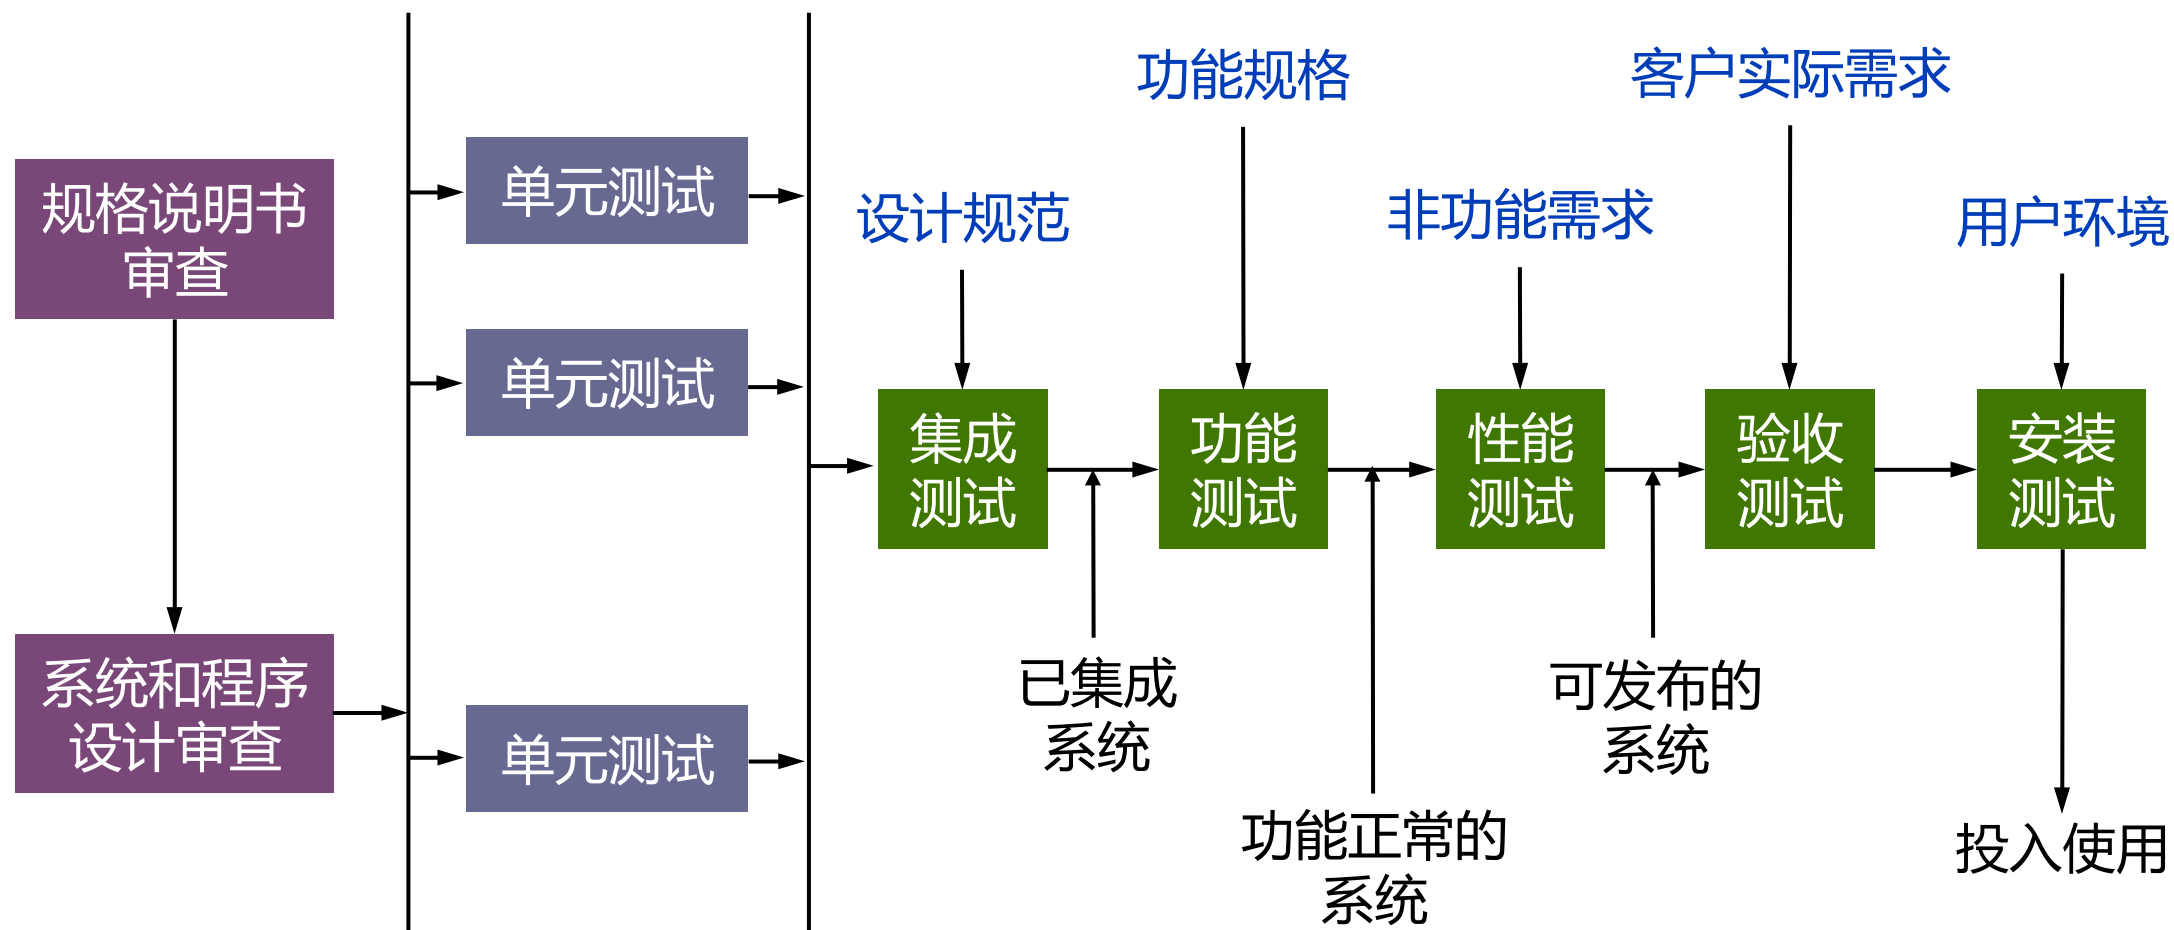 规格说明书
审查
系统和程序
设计审查
单元测试
单元测试
单元测试
设计规范
功能规格
非功能需求
客户实际需求
用户环境
集成
测试
功能
测试
性能
测试
验收
测试
安装
测试
已集成
系统
功能正常的
系统
可发布的
系统
投入使用